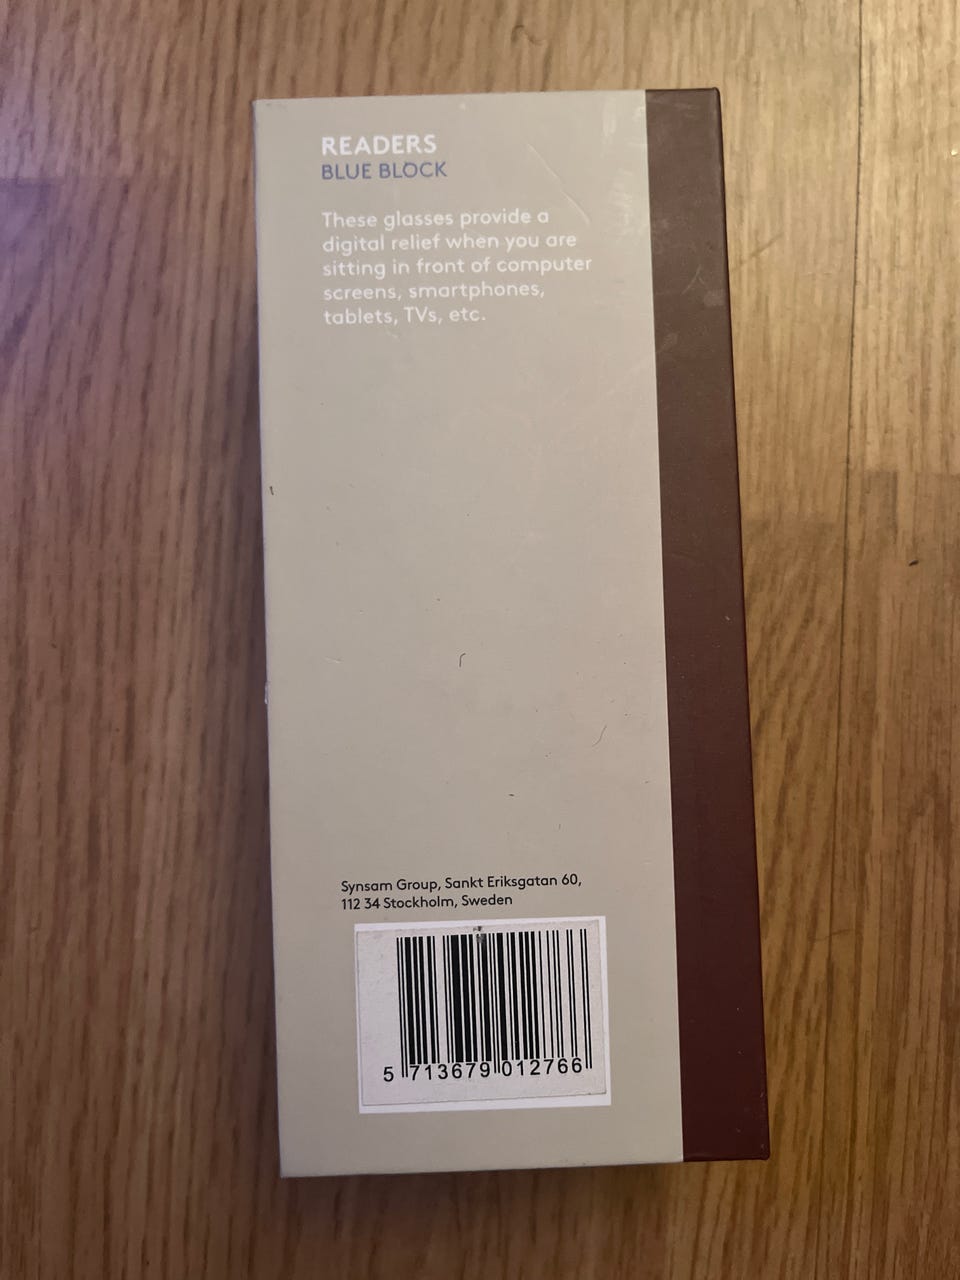 READERS
BLUE BLOCK
These glasses provide a
digital relief when you are
sitting in front of computer
screens, smartphones,
tablets, TVs, etc.
Synsam Group, Sankt Eriksgatan 60,
112 34 Stockholm, Sweden
5 713679 012766